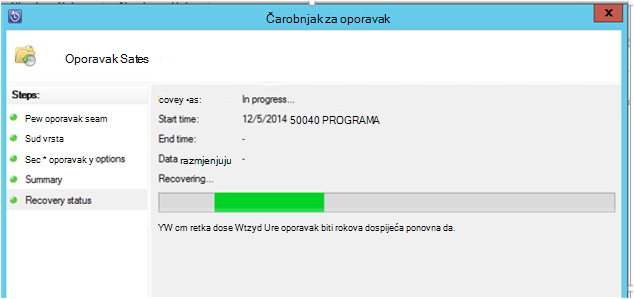 Čarobnjak za oporavak
x
Oporavak Sates
Steps:
Pew oporavak seam
Sud vrsta
Sec * oporavak y options
Summary
Recovery status
covey •as: In progress...
Start time: 12/5/2014 50040 PROGRAMA
End time: -
Data razmjenjuju -
Recovering...
YW cm retka dose Wtzyd Ure oporavak biti rokova dospijeća ponovna da.